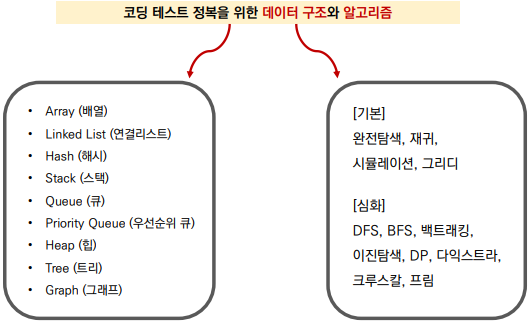 코딩 테스트 정복을 위한 데이터 구조와 알고리즘
• Array (배열)
• Linked List (연결리스트)
• Hash (해시)
• Stack (스택)
• Queue (큐)
• Priority Queue (우선순위 큐)
• Heap (힙)
• Tree (트리)
• Graph (그래프)
[기본]
완전탐색, 재귀,
시뮬레이션, 그리디
[심화]
DFS, BFS, 백트래킹,
이진탐색, DP, 다익스트라,
크루스칼, 프림